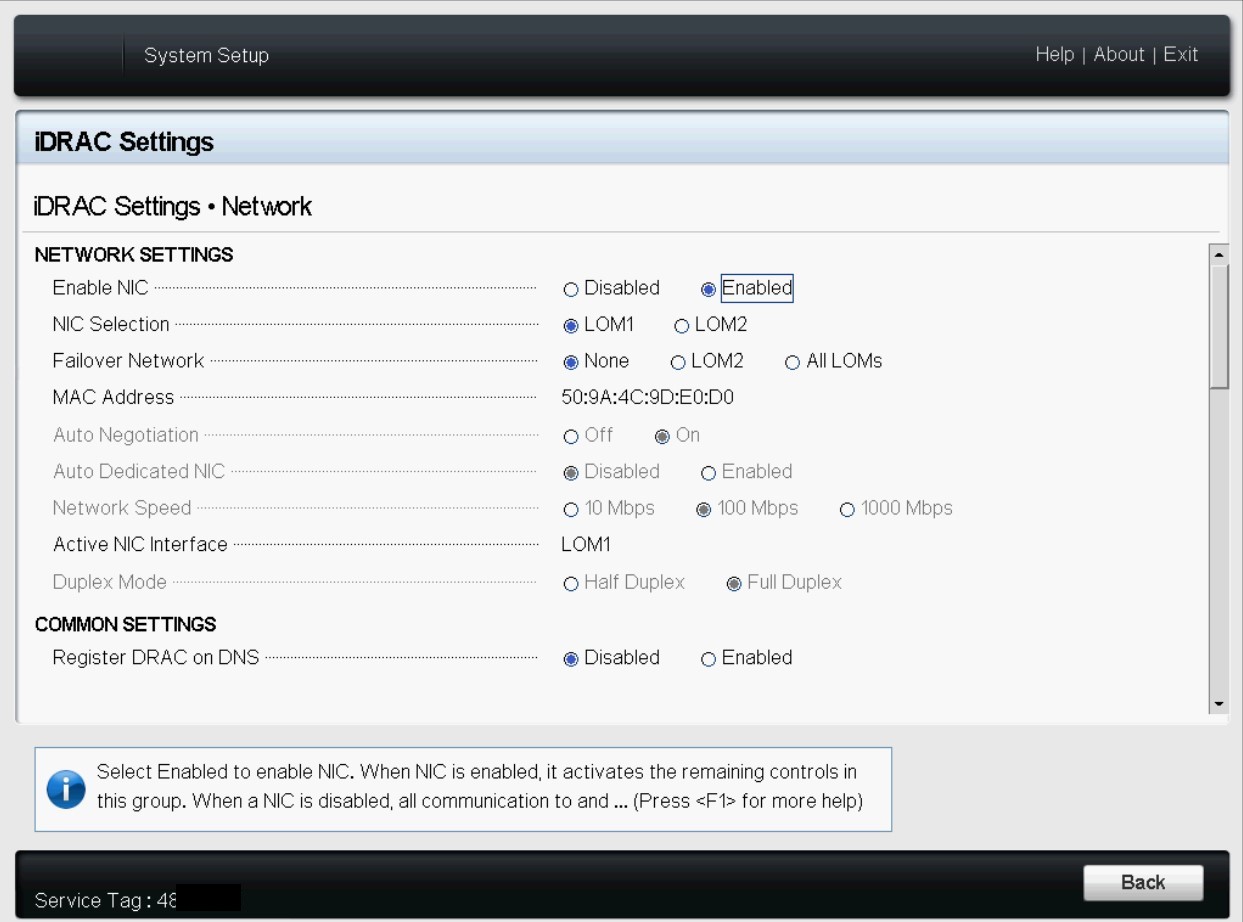 System Setup
Help | About | Exit
iDRAC Settings
iDRAC Settings • Network
NETWORK SETTINGS
Enable NIC Disabled Enabled
NIC Selection LOM1 LOM2
Failover Network None LOM2 All LOMs
MAC Address 50:9A:4C:9D:E0:D0
Auto Negotiation Off On
Auto Dedicated NIC Disabled Enabled
Network Speed 10 Mbps 100 Mbps 1000 Mbps
Active NIC Interface LOM1
Duplex Mode Half Duplex Full Duplex
COMMON SETTINGS
Register DRAC on DNS Disabled Enabled
Select Enabled to enable NIC. When NIC is enabled, it activates the remaining controls in
this group. When a NIC is disabled, all communication to and ... (Press <F1> for more help)
Back
Service Tag : 48